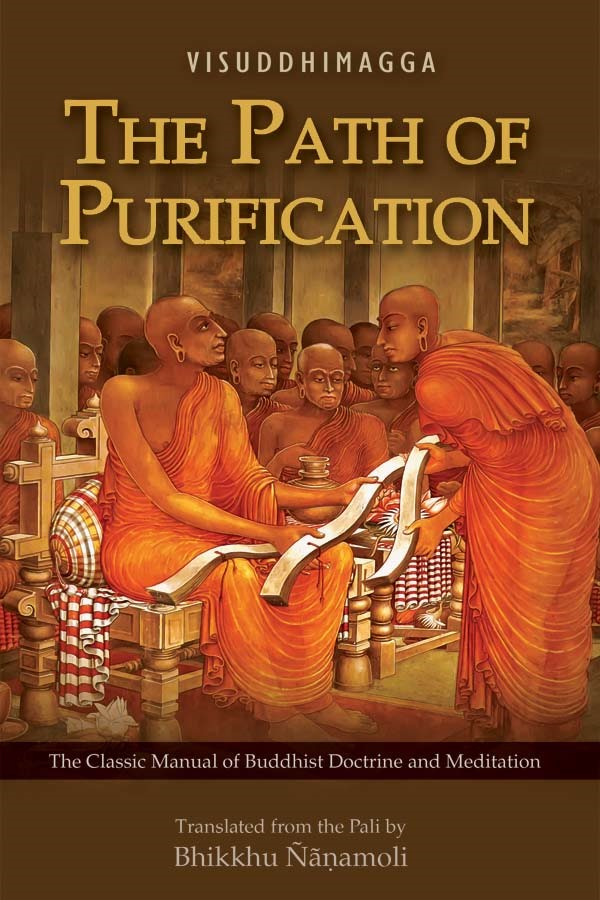 VISUDDHIMAGGA
THE PATH OF
PURIFICATION
The Classic Manual of Buddhist Doctrine and Meditation
Translated from the Pali by
Bhikkhu Ñāṇamoli